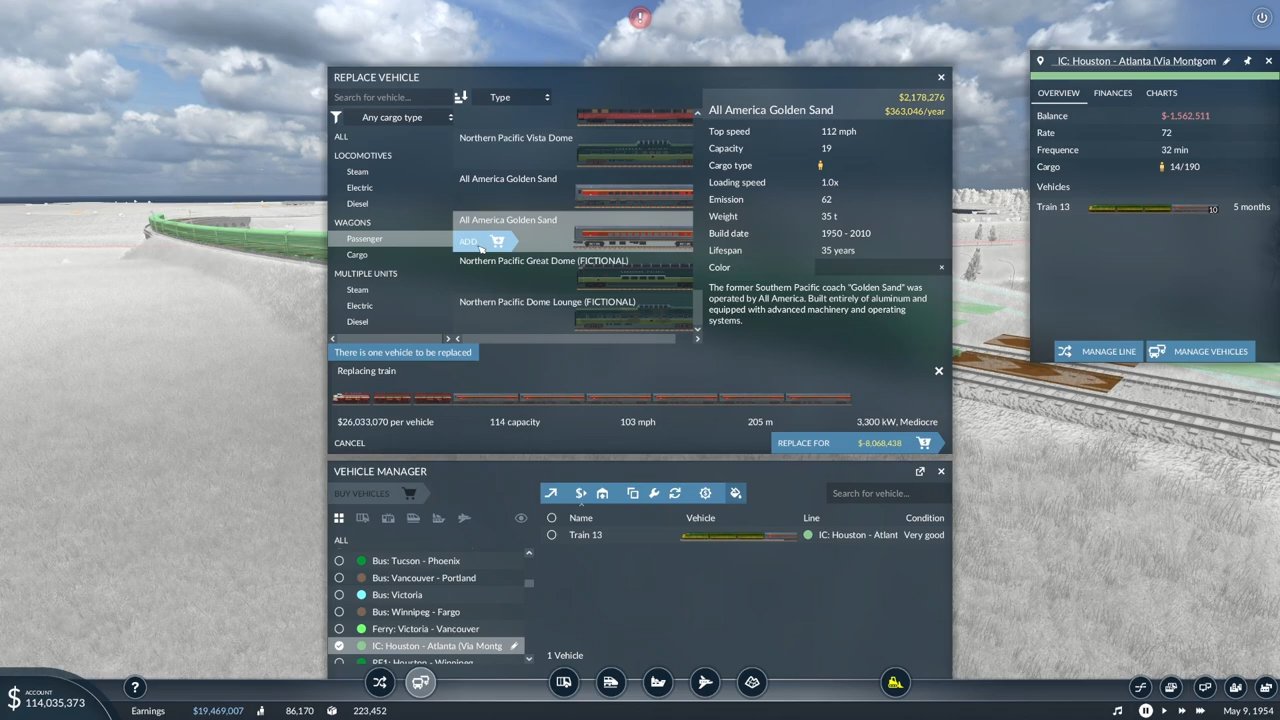 REPLACE VEHICLE
Search for vehicle...
Type
Any cargo type
ALL
LOCOMOTIVES
Steam
Electric
Diesel
WAGONS
Passenger
Cargo
MULTIPLE UNITS
Steam
Electric
Diesel
Northern Pacific Vista Dome
All America Golden Sand
All America Golden Sand
ADD
Northern Pacific Great Dome (FICTIONAL)
Northern Pacific Dome Lounge (FICTIONAL)
$2,178,276
All America Golden Sand
$363,046/year
Top speed 112 mph
Capacity 19
Cargo type
Loading speed 1.0x
Emission 62
Weight 35 t
Build date 1950 - 2010
Lifespan 35 years
Color
The former Southern Pacific coach "Golden Sand" was
operated by All America. Built entirely of aluminum and
equipped with advanced machinery and operating
systems.
There is one vehicle to be replaced
Replacing train
$26,033,070 per vehicle 114 capacity 103 mph 205 m 3,300 kW, Mediocre
CANCEL
REPLACE FOR $-8,068,438
VEHICLE MANAGER
BUY VEHICLES
Search for vehicle...
ALL
Bus: Tucson - Phoenix
Bus: Vancouver - Portland
Bus: Victoria
Bus: Winnipeg - Fargo
Ferry: Victoria - Vancouver
IC: Houston - Atlanta (Via Montg
RE1: Houston - Winnipeg
Name Vehicle Line Condition
Train 13 IC: Houston - Atlant Very good
1 Vehicle
IC: Houston - Atlanta (Via Montgom
OVERVIEW FINANCES CHARTS
Balance $-1,562,511
Rate 72
Frequence 32 min
Cargo 14/190
Vehicles
Train 13 10 5 months
MANAGE LINE MANAGE VEHICLES
$ ACCOUNT
114,035,373
?
Earnings $19,469,007 86,170 223,452
May 9, 1954